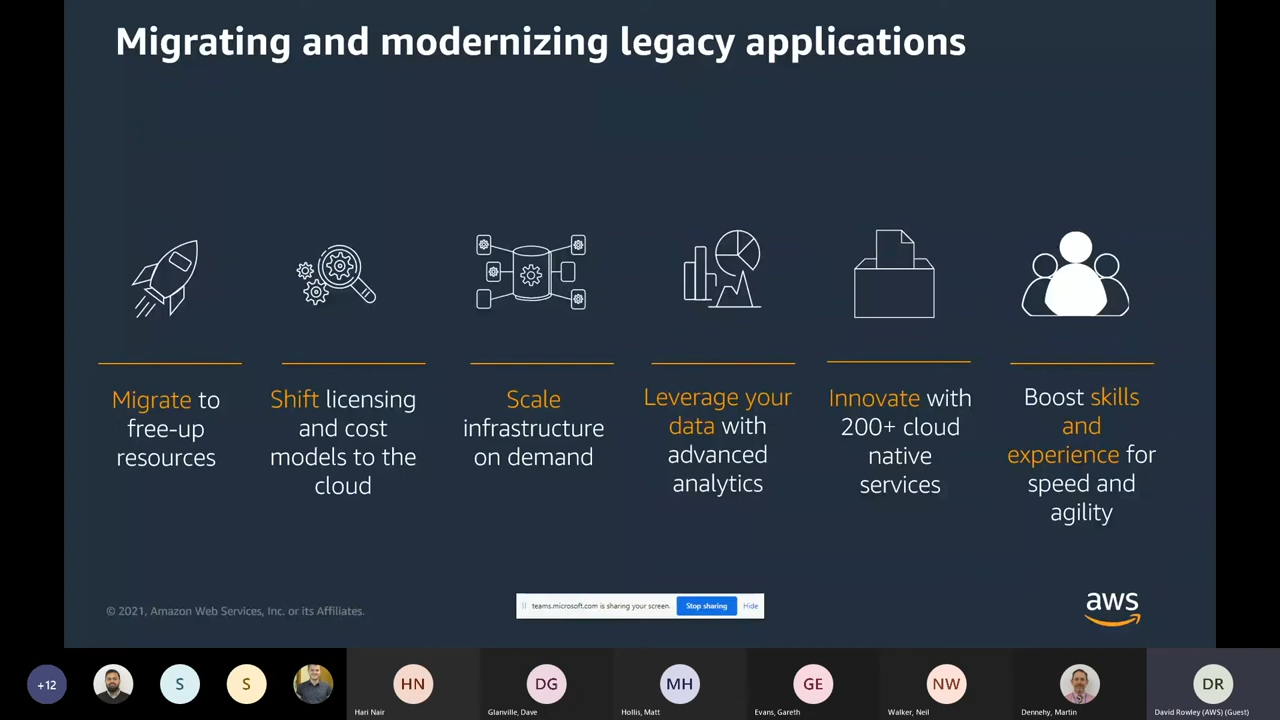 Migrating and modernizing legacy applications
Migrate to
free-up
resources
Shift licensing
and cost
models to the
cloud
Scale
infrastructure
on demand
Leverage your
data with
advanced
analytics
Innovate with
200+ cloud
native
services
Boost skills
and
experience for
speed and
agility
© 2021, Amazon Web Services, Inc. or its Affiliates.
teams.microsoft.com is sharing your screen.
Stop sharing
Hide
aws
+12
S
S
HN
Hari Nair
DG
Glanville, Dave
MH
Hollis, Matt
GE
Evans, Gareth
NW
Walker, Neil
Dennehy, Martin
DR
David Rowley (AWS) (Guest)